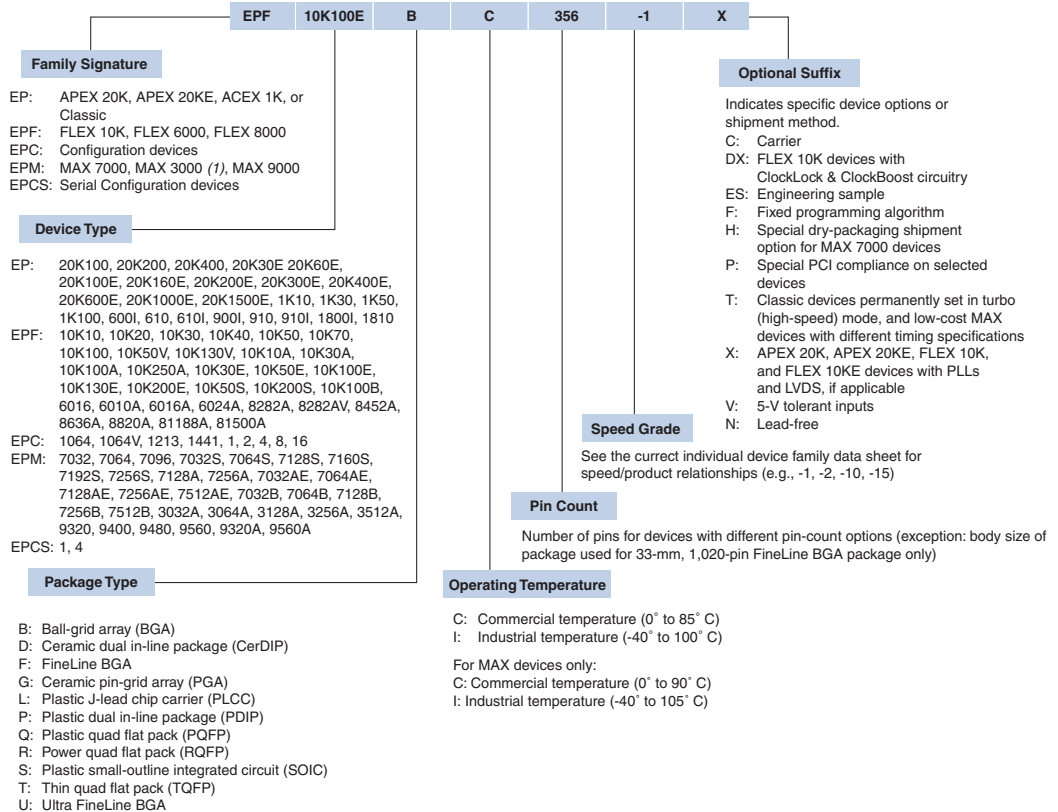 EPF 10K100E B C 356 -1 X
Family Signature
EP: APEX 20K, APEX 20KE, ACEX 1K, or
Classic
EPF: FLEX 10K, FLEX 6000, FLEX 8000
EPC: Configuration devices
EPM: MAX 7000, MAX 3000 (1), MAX 9000
EPCS: Serial Configuration devices
Device Type
EP: 20K100, 20K200, 20K400, 20K30E 20K60E,
20K100E, 20K160E, 20K200E, 20K300E, 20K400E,
20K600E, 20K1000E, 20K1500E, 1K10, 1K30, 1K50,
1K100, 600I, 610, 610I, 900I, 910, 910I, 1800I, 1810
EPF: 10K10, 10K20, 10K30, 10K40, 10K50, 10K70,
10K100, 10K50V, 10K130V, 10K10A, 10K30A,
10K100A, 10K250A, 10K30E, 10K50E, 10K100E,
10K130E, 10K200E, 10K50S, 10K200S, 10K100B,
6016, 6010A, 6016A, 6024A, 8282A, 8282AV, 8452A,
8636A, 8820A, 81188A, 81500A
EPC: 1064, 1064V, 1213, 1441, 1, 2, 4, 8, 16
EPM: 7032, 7064, 7096, 7032S, 7064S, 7128S, 7160S,
7192S, 7256S, 7128A, 7256A, 7032AE, 7064AE,
7128AE, 7256AE, 7512AE, 7032B, 7064B, 7128B,
7256B, 7512B, 3032A, 3064A, 3128A, 3256A, 3512A,
9320, 9400, 9480, 9560, 9320A, 9560A
EPCS: 1, 4
Package Type
B: Ball-grid array (BGA)
D: Ceramic dual in-line package (CerDIP)
F: FineLine BGA
G: Ceramic pin-grid array (PGA)
L: Plastic J-lead chip carrier (PLCC)
P: Plastic dual in-line package (PDIP)
Q: Plastic quad flat pack (PQFP)
R: Power quad flat pack (RQFP)
S: Plastic small-outline integrated circuit (SOIC)
T: Thin quad flat pack (TQFP)
U: Ultra FineLine BGA
Operating Temperature
C: Commercial temperature (0˚ to 85˚ C)
I: Industrial temperature (-40˚ to 100˚ C)
For MAX devices only:
C: Commercial temperature (0˚ to 90˚ C)
I: Industrial temperature (-40˚ to 105˚ C)
Pin Count
Number of pins for devices with different pin-count options (exception: body size of
package used for 33-mm, 1,020-pin FineLine BGA package only)
Speed Grade
See the currect individual device family data sheet for
speed/product relationships (e.g., -1, -2, -10, -15)
Optional Suffix
Indicates specific device options or
shipment method.
C: Carrier
DX: FLEX 10K devices with
ClockLock & ClockBoost circuitry
ES: Engineering sample
F: Fixed programming algorithm
H: Special dry-packaging shipment
option for MAX 7000 devices
P: Special PCI compliance on selected
devices
T: Classic devices permanently set in turbo
(high-speed) mode, and low-cost MAX
devices with different timing specifications
X: APEX 20K, APEX 20KE, FLEX 10K,
and FLEX 10KE devices with PLLs
and LVDS, if applicable
V: 5-V tolerant inputs
N: Lead-free